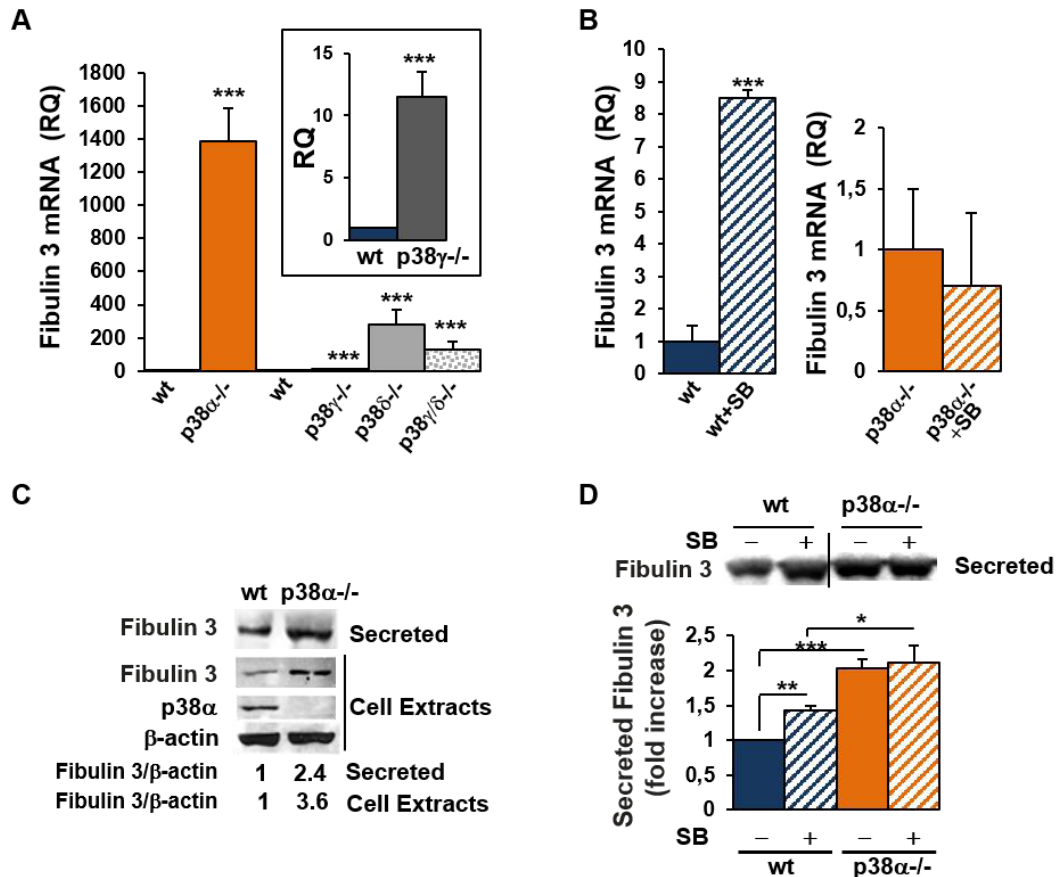 A
Fibulin 3 mRNA (RQ)
1800
1600
1400
1200
1000
800
600
400
200
0
***
***
***
***
wt
p38α-/-
wt
p38γ-/-
p38δ-/-
p38γ/δ-/-
RQ
15
10
5
0
***
wt p38γ-/-
B
Fibulin 3 mRNA (RQ)
10
9
8
7
6
5
4
3
2
1
0
***
wt
wt+SB
Fibulin 3 mRNA (RQ)
2
1,5
1
0,5
0
p38α-/-
p38α-/-
+SB
C
wt p38α-/-
Fibulin 3 Secreted
Fibulin 3
p38α Cell Extracts
β-actin
Fibulin 3/β-actin 1 2.4 Secreted
Fibulin 3/β-actin 1 3.6 Cell Extracts
D
wt p38α-/-
SB – + – +
Fibulin 3 Secreted
Secreted Fibulin 3
(fold increase)
2,5
2
1,5
1
0,5
0
*
***
**
SB – + – +
wt p38α-/-